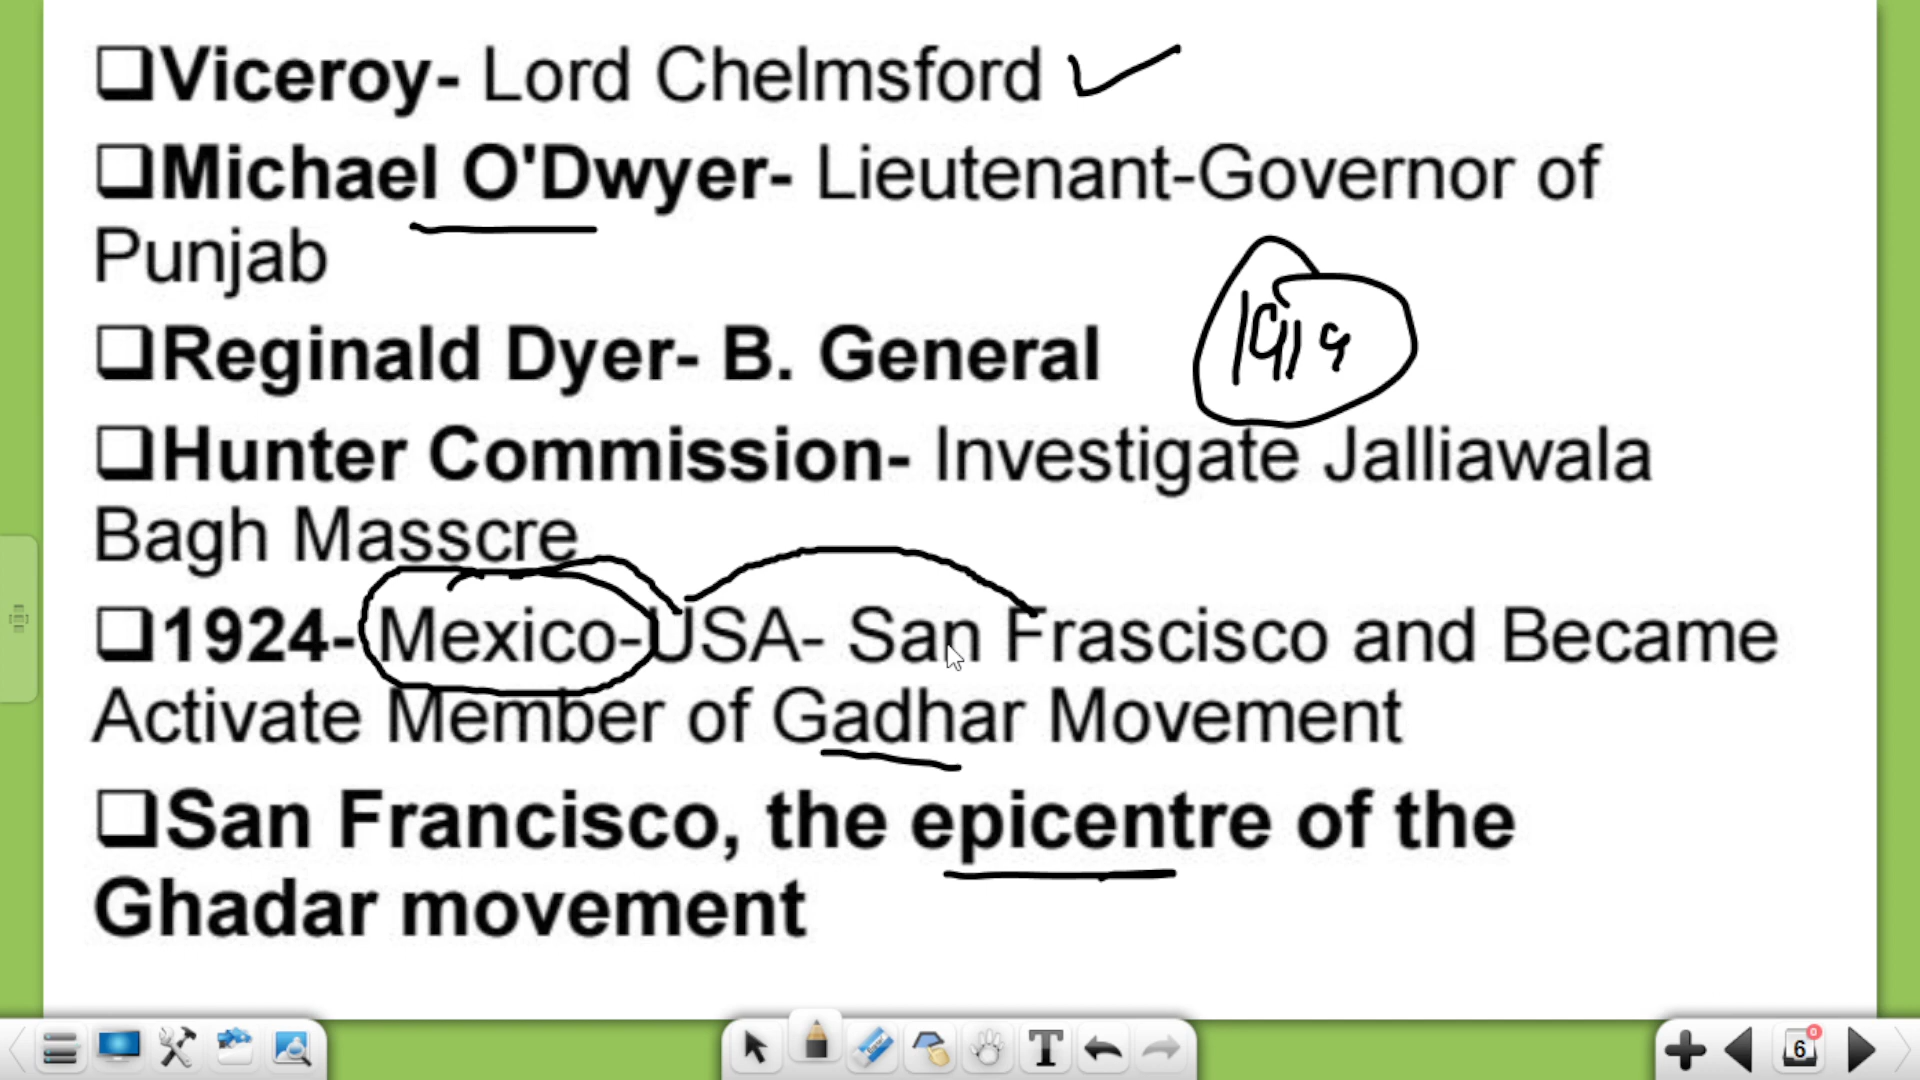 ❑Viceroy- Lord Chelmsford
❑Michael O'Dwyer- Lieutenant-Governor of
Punjab
1919
❑Reginald Dyer- B. General
❑Hunter Commission- Investigate Jalliawala
Bagh Masscre
❑1924- Mexico-USA- San Frascisco and Became
Activate Member of Gadhar Movement
❑San Francisco, the epicentre of the
Ghadar movement
T
6
0